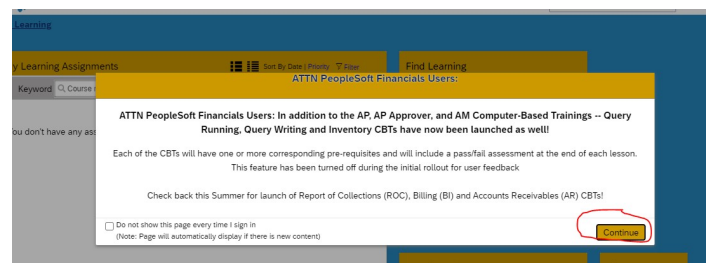 Learning
y Learning Assignments
Sort By Date | Priority Filter
Find Learning
Keyword Course
ATTN PeopleSoft Financials Users:
ATTN PeopleSoft Financials Users: In addition to the AP, AP Approver, and AM Computer-Based Trainings -- Query
Running, Query Writing and Inventory CBTs have now been launched as well!
ou don't have any ass
Each of the CBTs will have one or more corresponding pre-requisites and will include a pass/fail assessment at the end of each lesson.
This feature has been turned off during the initial rollout for user feedback
Check back this Summer for launch of Report of Collections (ROC), Billing (BI) and Accounts Receivables (AR) CBTs!
Do not show this page every time I sign in
(Note: Page will automatically display if there is new content)
Continue